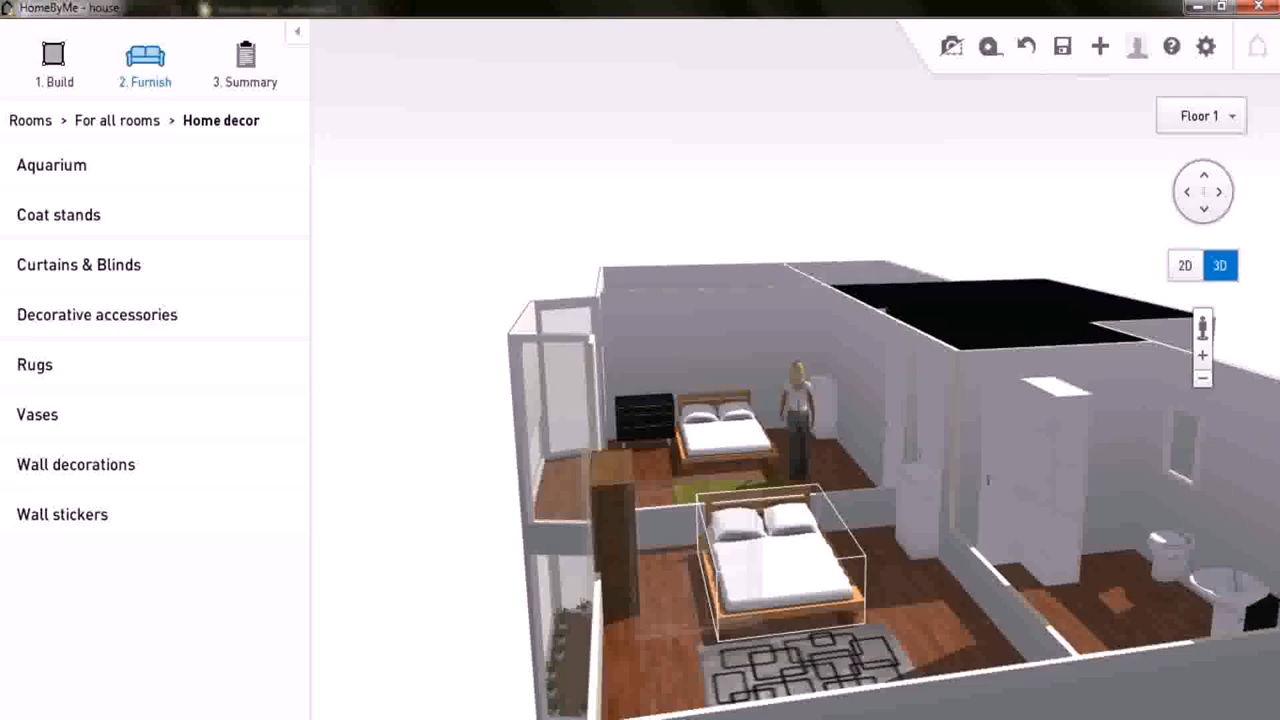 HomeByMe - house
1. Build
2. Furnish
3. Summary
Rooms > For all rooms > Home decor
Aquarium
Coat stands
Curtains & Blinds
Decorative accessories
Rugs
Vases
Wall decorations
Wall stickers
Floor 1
2D
3D